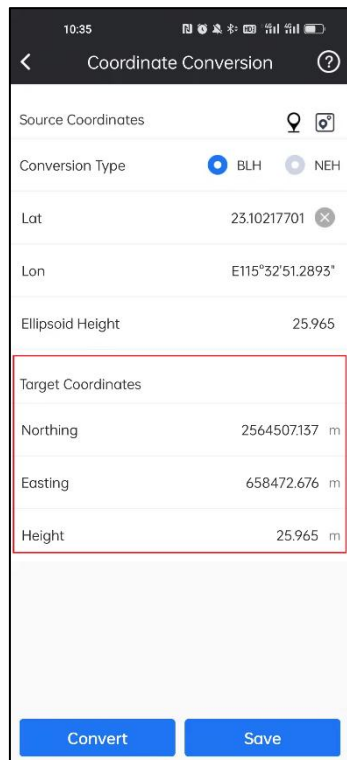 10:35
Coordinate Conversion
Source Coordinates
Conversion Type BLH NEH
Lat 23.10217701
Lon E115°32'51.2893"
Ellipsoid Height 25.965
Target Coordinates
Northing 2564507.137 m
Easting 658472.676 m
Height 25.965 m
Convert Save